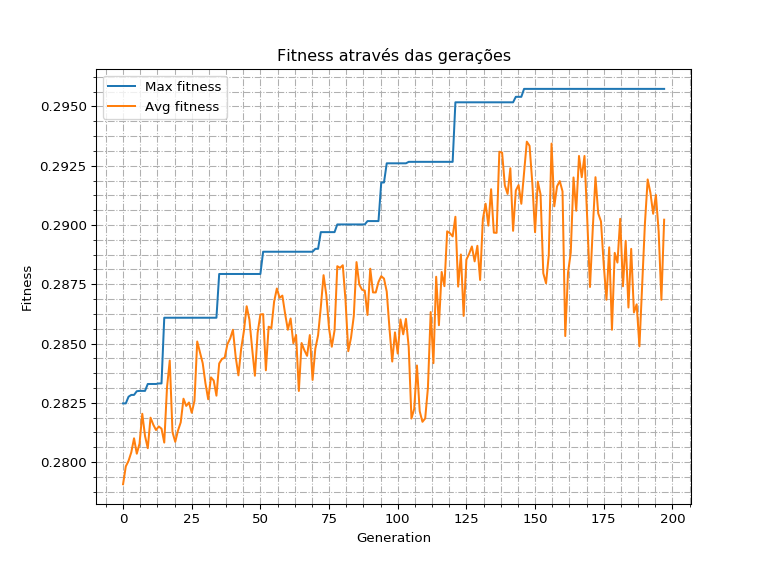 Fitness através das gerações
Max fitness
Avg fitness
0.2950
0.2925
0.2900
0.2875
0.2850
0.2825
0.2800
Fitness
0 25 50 75 100 125 150 175 200
Generation